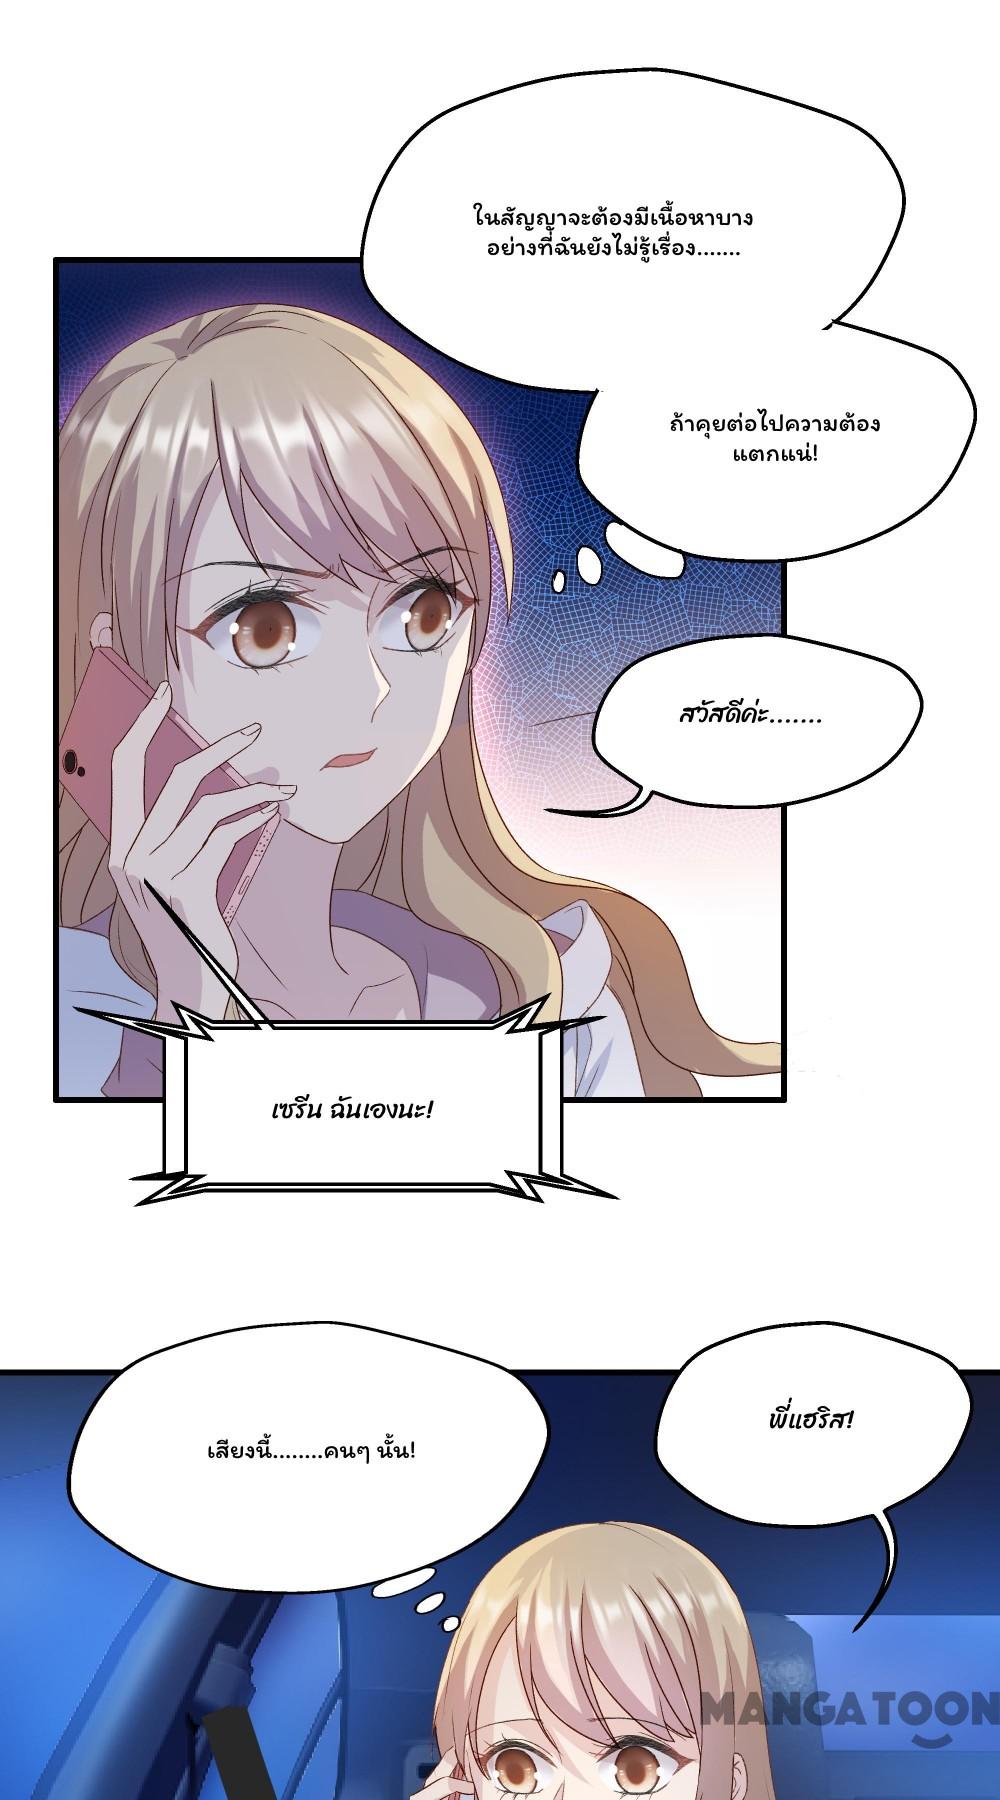 ในสัญญาจะต้องมีเนื้อหาบาง
อย่างที่ฉันยังไม่รู้เรื่อง.......
ถ้าคุยต่อไปความต้อง
แตกแน่!
สวัสดีค่ะ.......
เซรีน ฉันเองนะ!
เสียงนี้........คนๆ นั้น!
พี่แฮริส!
MANGATOON